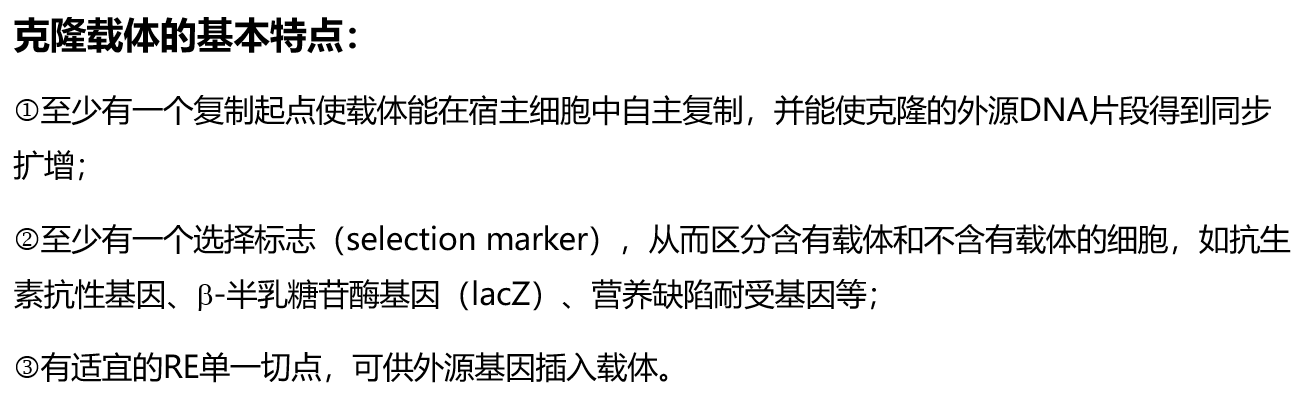 克隆载体的基本特点：
①至少有一个复制起点使载体能在宿主细胞中自主复制，并能使克隆的外源DNA片段得到同步
扩增；
②至少有一个选择标志（selection marker），从而区分含有载体和不含有载体的细胞，如抗生
素抗性基因、β-半乳糖苷酶基因（lacZ）、营养缺陷耐受基因等；
③有适宜的RE单一切点，可供外源基因插入载体。